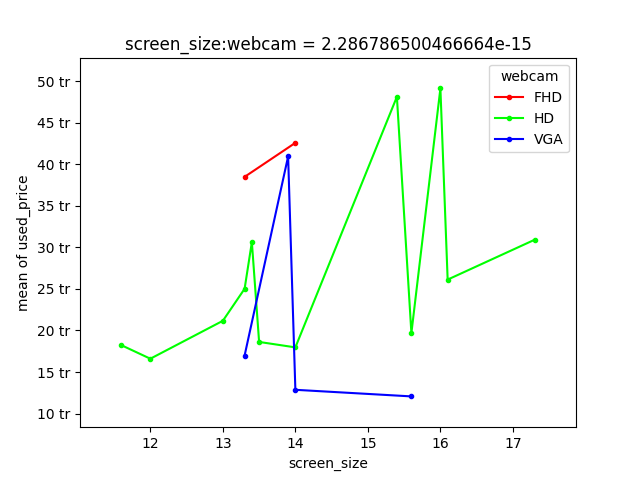 screen_size:webcam = 2.286786500466664e-15
webcam
FHD
HD
VGA
mean of used_price
50 tr
45 tr
40 tr
35 tr
30 tr
25 tr
20 tr
15 tr
10 tr
12 13 14 15 16 17
screen_size